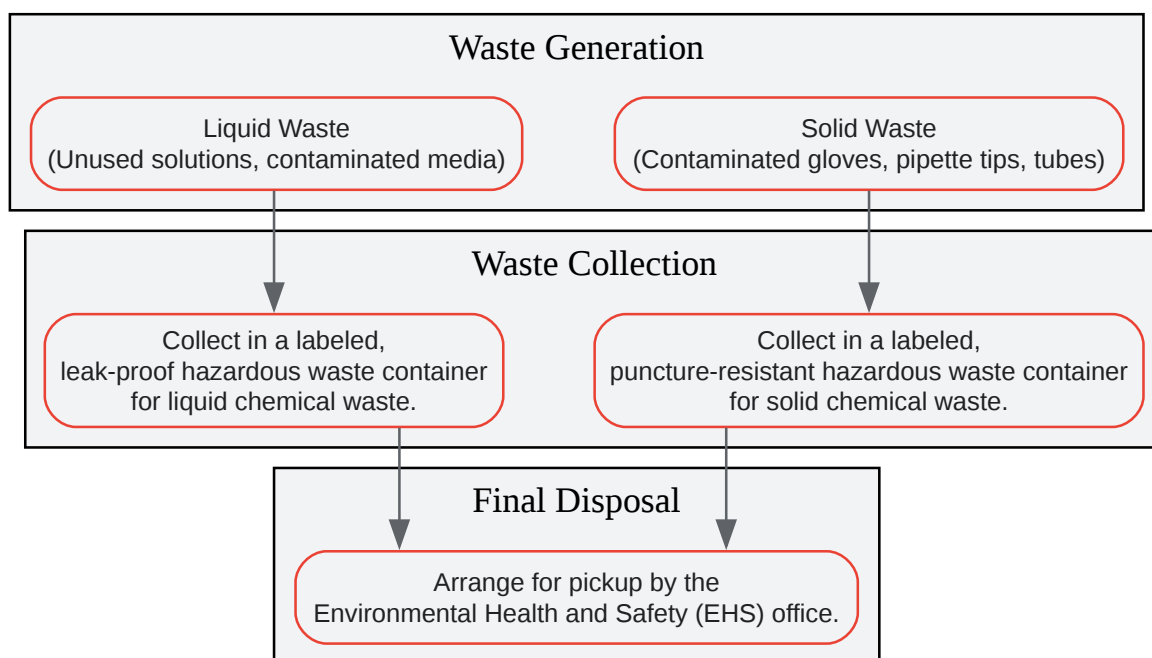 Waste Generation
Liquid Waste
(Unused solutions, contaminated media)
Solid Waste
(Contaminated gloves, pipette tips, tubes)
Waste Collection
Collect in a labeled,
leak-proof hazardous waste container
for liquid chemical waste.
Collect in a labeled,
puncture-resistant hazardous waste container
for solid chemical waste.
Final Disposal
Arrange for pickup by the
Environmental Health and Safety (EHS) office.